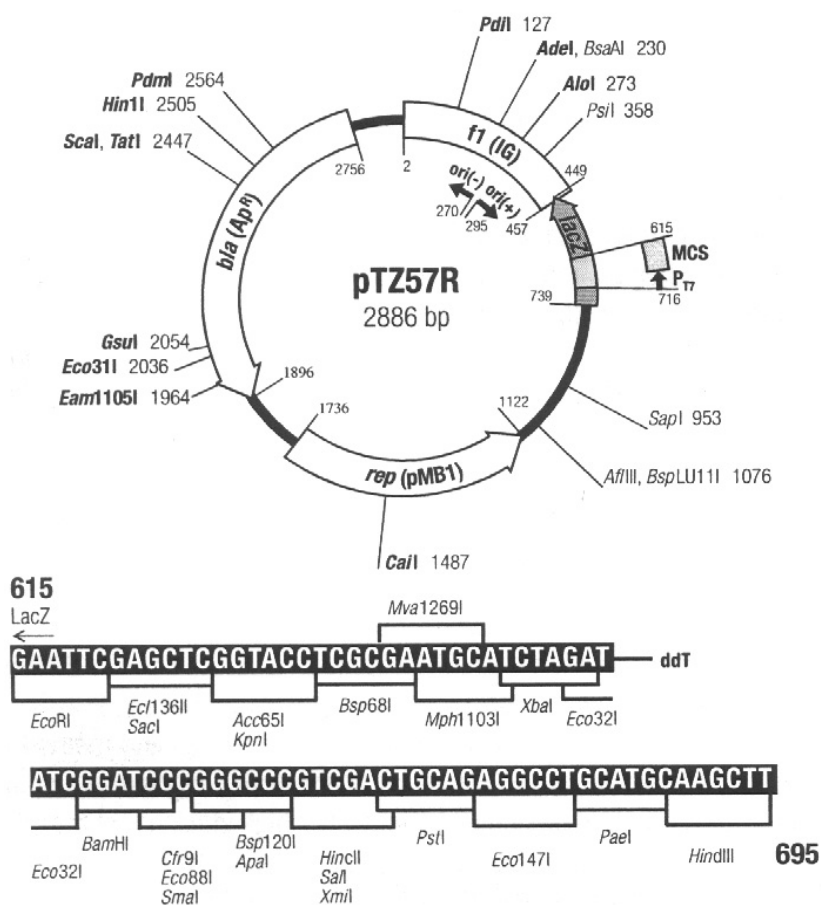 PdiI 127
AdeI, BsaAI 230
AloI 273
PsiI 358
PdmI 2564
Hin1I 2505
ScaI, TatI 2447
f1 (IG)
2756
2
449
ori(-) ori(+)
270
295
457
lacZ
615
MCS
PT7
716
bla (ApR)
pTZ57R
2886 bp
739
GsuI 2054
Eco31I 2036
Eam1105I 1964
1896
1736
1122
SapI 953
rep (pMB1)
AflIII, BspLU11I 1076
CaiI 1487
615
LacZ
Mva1269I
GAATTCGAGCTCGGTACCTCGCGAATGCATCTAGAT ddT
EcoRI
Ecl136II
SacI
Acc65I
KpnI
Bsp68I
Mph1103I
XbaI
Eco32I
ATCGGATCCCGGGCCCGTCGACTGCAGAGGCCTGCATGCAAGCTT
Eco32I
BamHI
Cfr9I
Eco88I
SmaI
Bsp120I
ApaI
HincII
SalI
XmiI
PstI
Eco147I
PaeI
HindIII
695